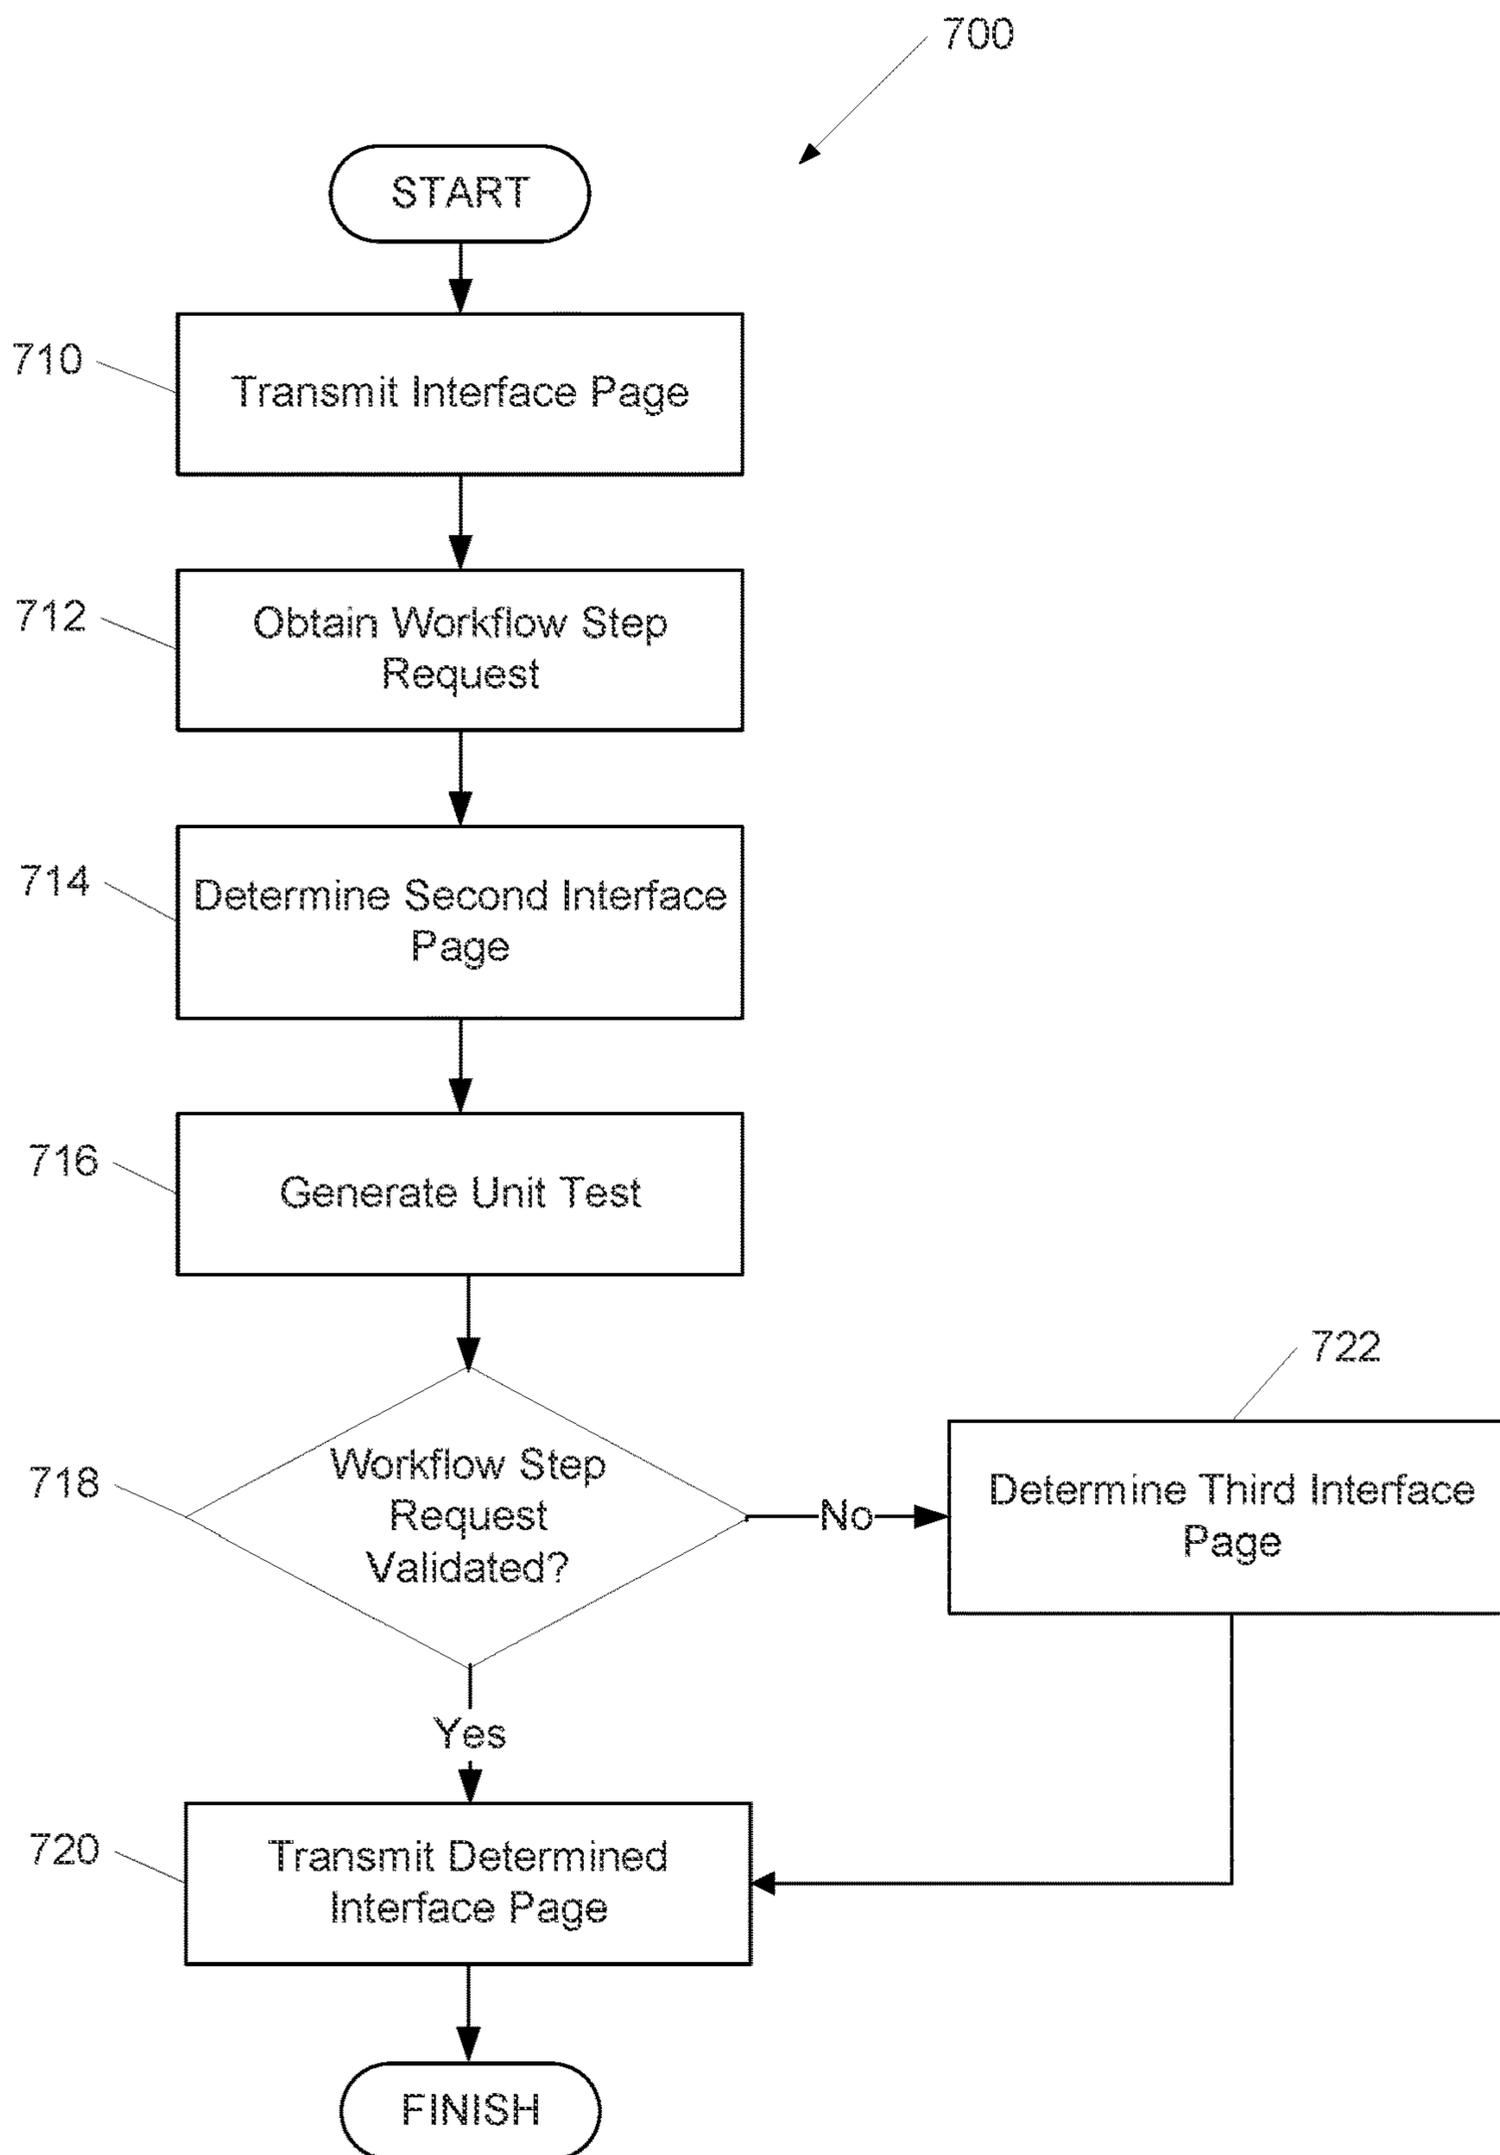 700
START
710
Transmit Interface Page
712
Obtain Workflow Step
Request
714
Determine Second Interface
Page
716
Generate Unit Test
718
Workflow Step
Request
Validated?
No
722
Determine Third Interface
Page
Yes
720
Transmit Determined
Interface Page
FINISH